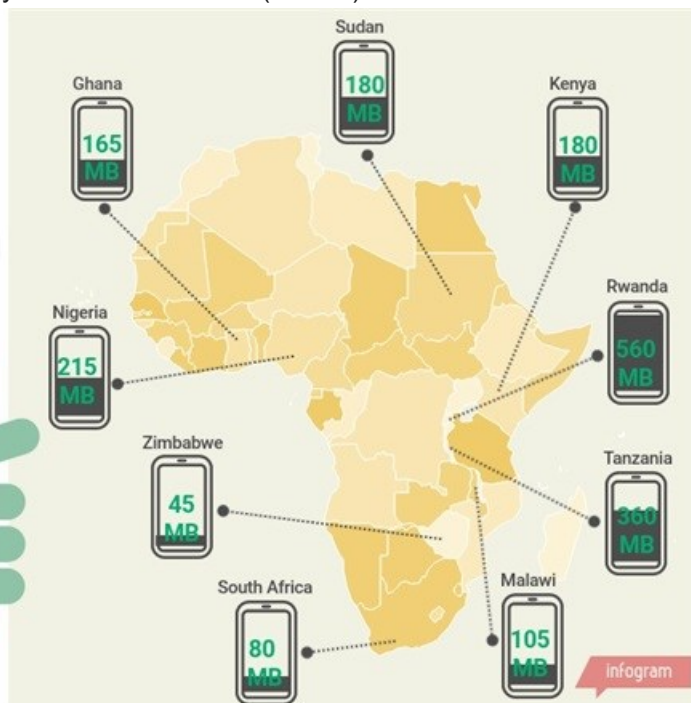 Sudan
180
MB
Ghana
165
MB
Kenya
180
MB
Rwanda
560
MB
Nigeria
215
MB
Zimbabwe
45
MB
Tanzania
360
MB
South Africa
80
MB
Malawi
105
MB
infogram